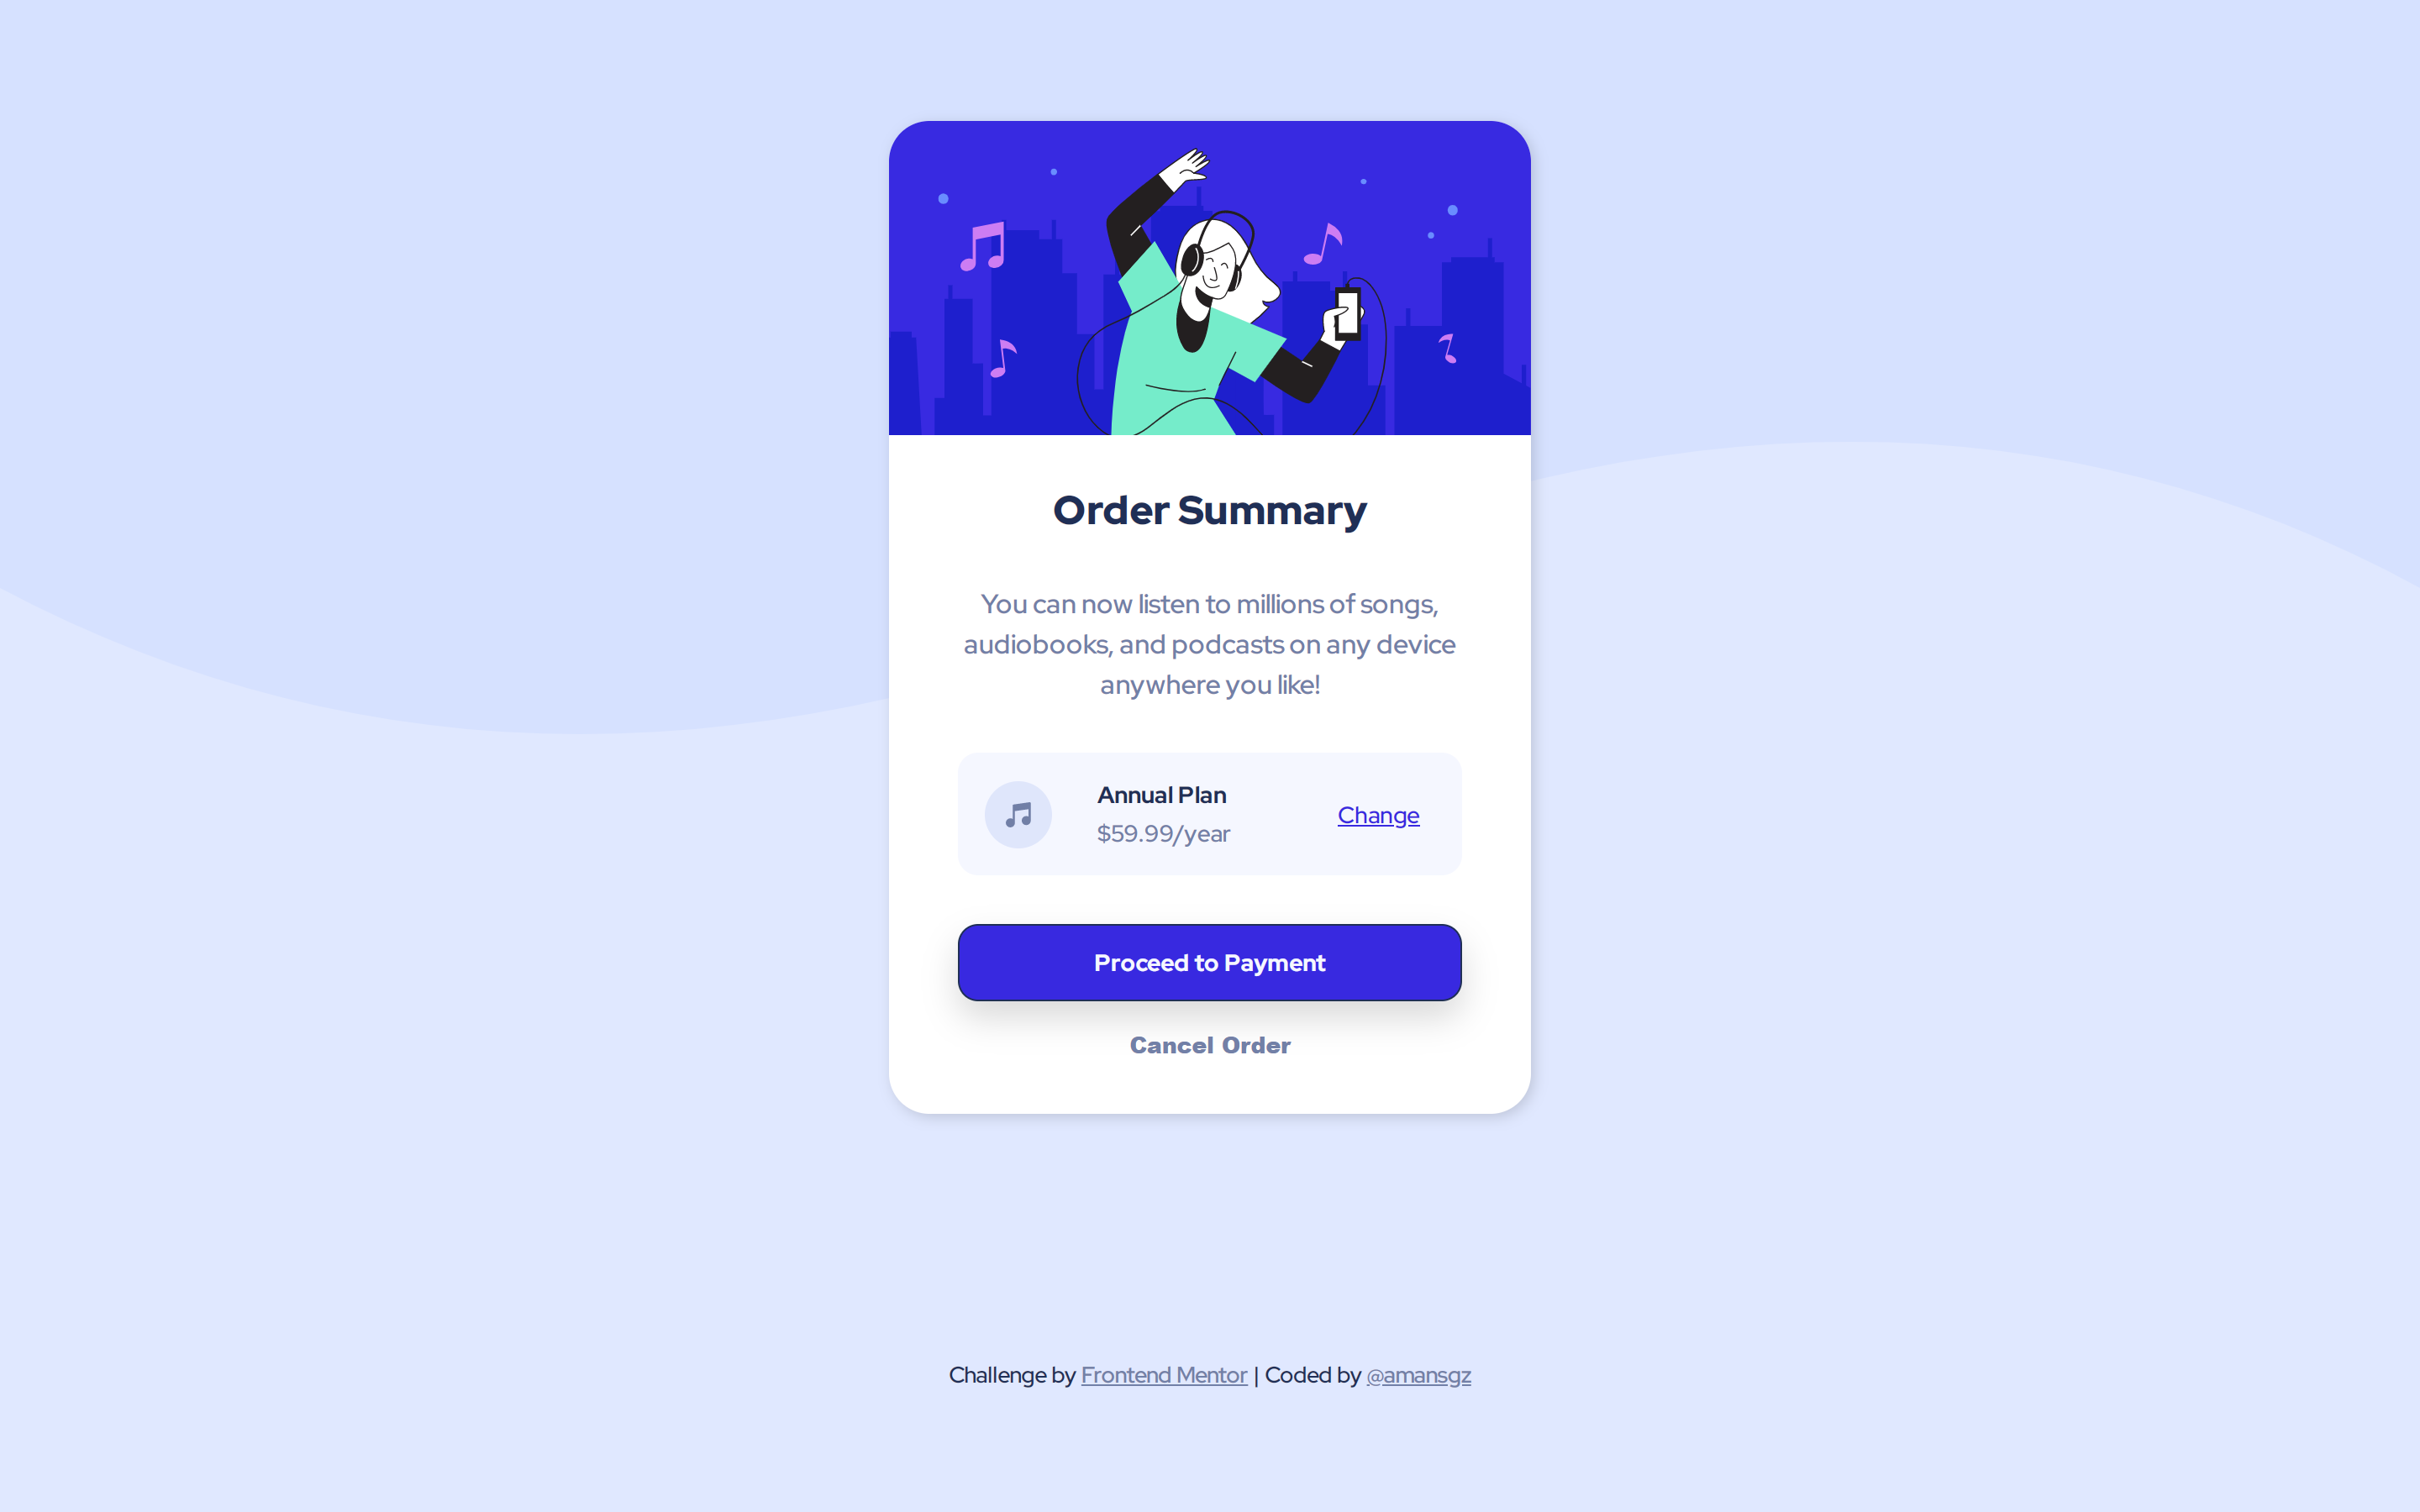 Order Summary
You can now listen to millions of songs,
audiobooks, and podcasts on any device
anywhere you like!
Annual Plan
$59.99/year
Change
Proceed to Payment
Cancel Order
Challenge by Frontend Mentor | Coded by @amansgz